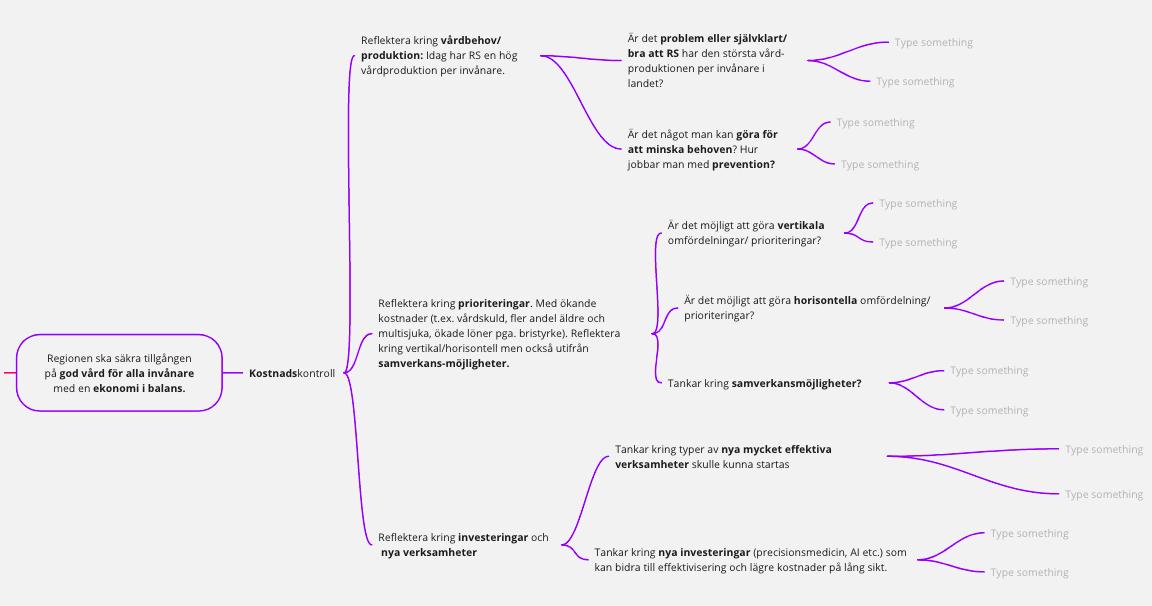 Regionen ska säkra tillgången
på god vård för alla invånare
med en ekonomi i balans.
Kostnadskontroll
Reflektera kring vårdbehov/
produktion: Idag har RS en hög
vårdproduktion per invånare.
Är det problem eller självklart/
bra att RS har den största vård-
produktionen per invånare i
landet?
Type something
Type something
Är det något man kan göra för
att minska behoven? Hur
jobbar man med prevention?
Type something
Type something
Reflektera kring prioriteringar. Med ökande
kostnader (t.ex. vårdskuld, fler andel äldre och
multisjuka, ökade löner pga. bristyrke). Reflektera
kring vertikal/horisontell men också utifrån
samverkans-möjligheter.
Är det möjligt att göra vertikala
omfördelningar/ prioriteringar?
Type something
Type something
Är det möjligt att göra horisontella omfördelning/
prioriteringar?
Type something
Type something
Tankar kring samverkansmöjligheter?
Type something
Type something
Reflektera kring investeringar och
nya verksamheter
Tankar kring typer av nya mycket effektiva
verksamheter skulle kunna startas
Type something
Type something
Tankar kring nya investeringar (precisionsmedicin, AI etc.) som
kan bidra till effektivisering och lägre kostnader på lång sikt.
Type something
Type something